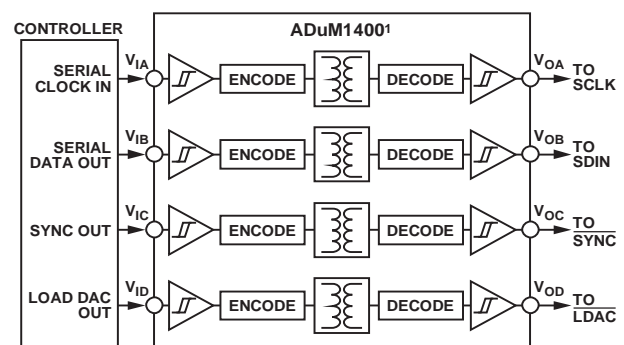 CONTROLLER
ADuM1400¹
SERIAL
CLOCK IN
V_IA
ENCODE
DECODE
V_OA
TO
SCLK
SERIAL
DATA OUT
V_IB
ENCODE
DECODE
V_OB
TO
SDIN
SYNC OUT
V_IC
ENCODE
DECODE
V_OC
TO
SYNC
LOAD DAC
OUT
V_ID
ENCODE
DECODE
V_OD
TO
LDAC